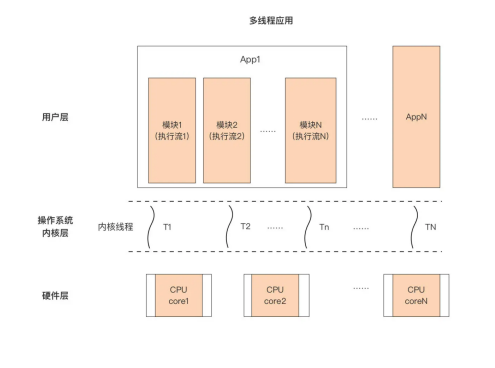 多线程应用
App1
用户层
模块1
(执行流1)
模块2
(执行流2)
......
模块N
(执行流N)
......
AppN
操作系统
内核层
内核线程
T1
T2
......
Tn
......
TN
硬件层
CPU
core1
CPU
core2
......
CPU
coreN